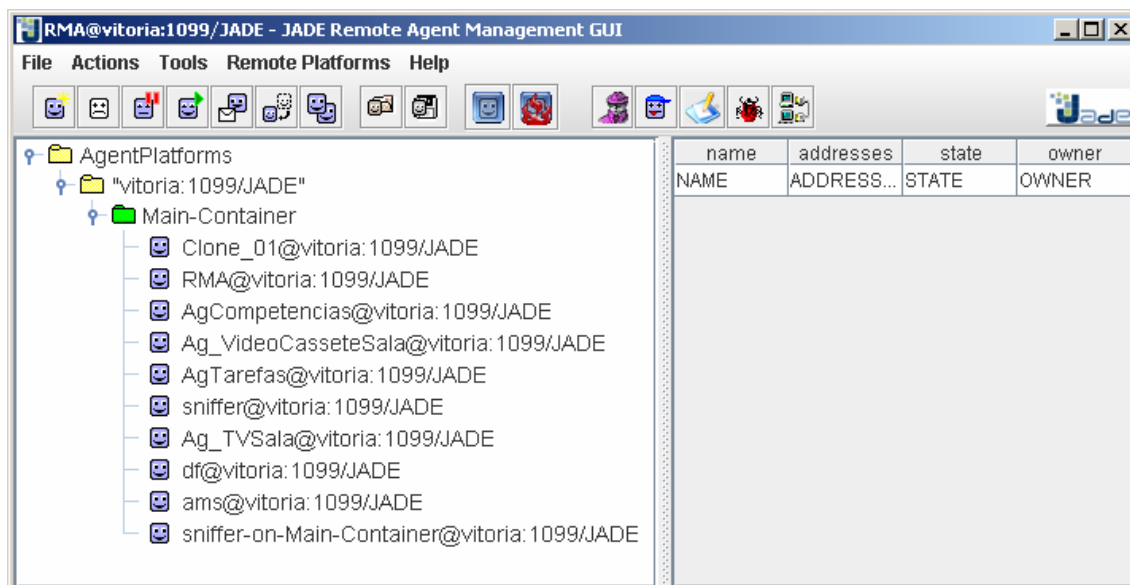 RMA@vitoria:1099/JADE - JADE Remote Agent Management GUI
File Actions Tools Remote Platforms Help
Jade
AgentPlatforms
"vitoria:1099/JADE"
Main-Container
Clone_01@vitoria:1099/JADE
RMA@vitoria:1099/JADE
AgCompetencias@vitoria:1099/JADE
Ag_VideoCasseteSala@vitoria:1099/JADE
AgTarefas@vitoria:1099/JADE
sniffer@vitoria:1099/JADE
Ag_TVSala@vitoria:1099/JADE
df@vitoria:1099/JADE
ams@vitoria:1099/JADE
sniffer-on-Main-Container@vitoria:1099/JADE
name addresses state owner
NAME ADDRESS... STATE OWNER